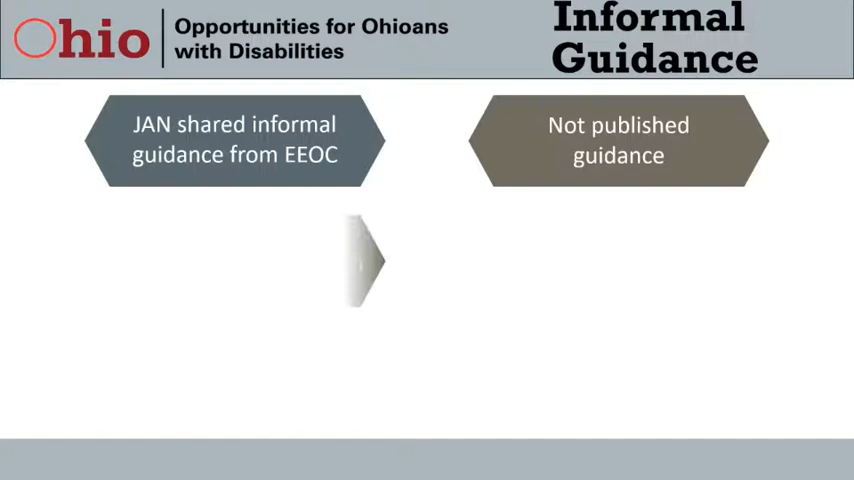 Ohio
Opportunities for Ohioans
with Disabilities
Informal
Guidance
JAN shared informal
guidance from EEOC
Not published
guidance